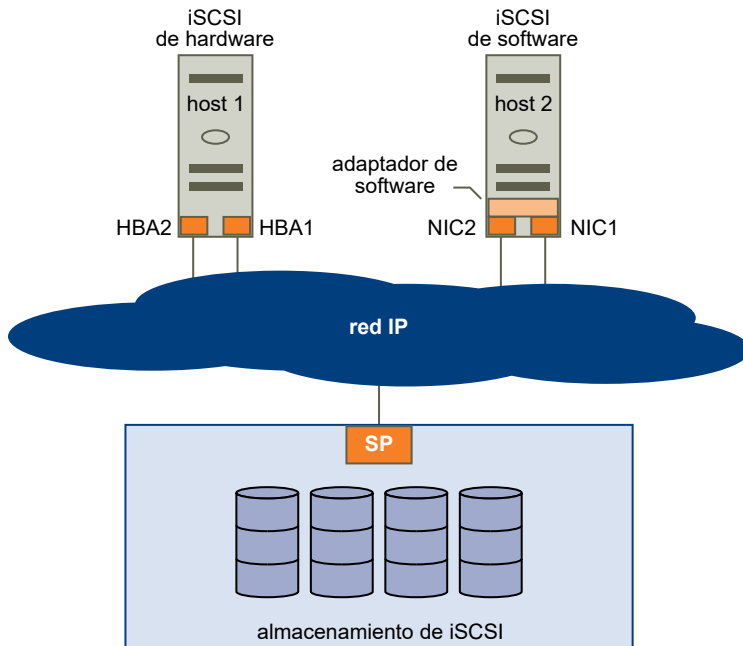 iSCSI
de hardware
iSCSI
de software
host 1
host 2
adaptador de
software
HBA2
HBA1
NIC2
NIC1
red IP
SP
almacenamiento de iSCSI